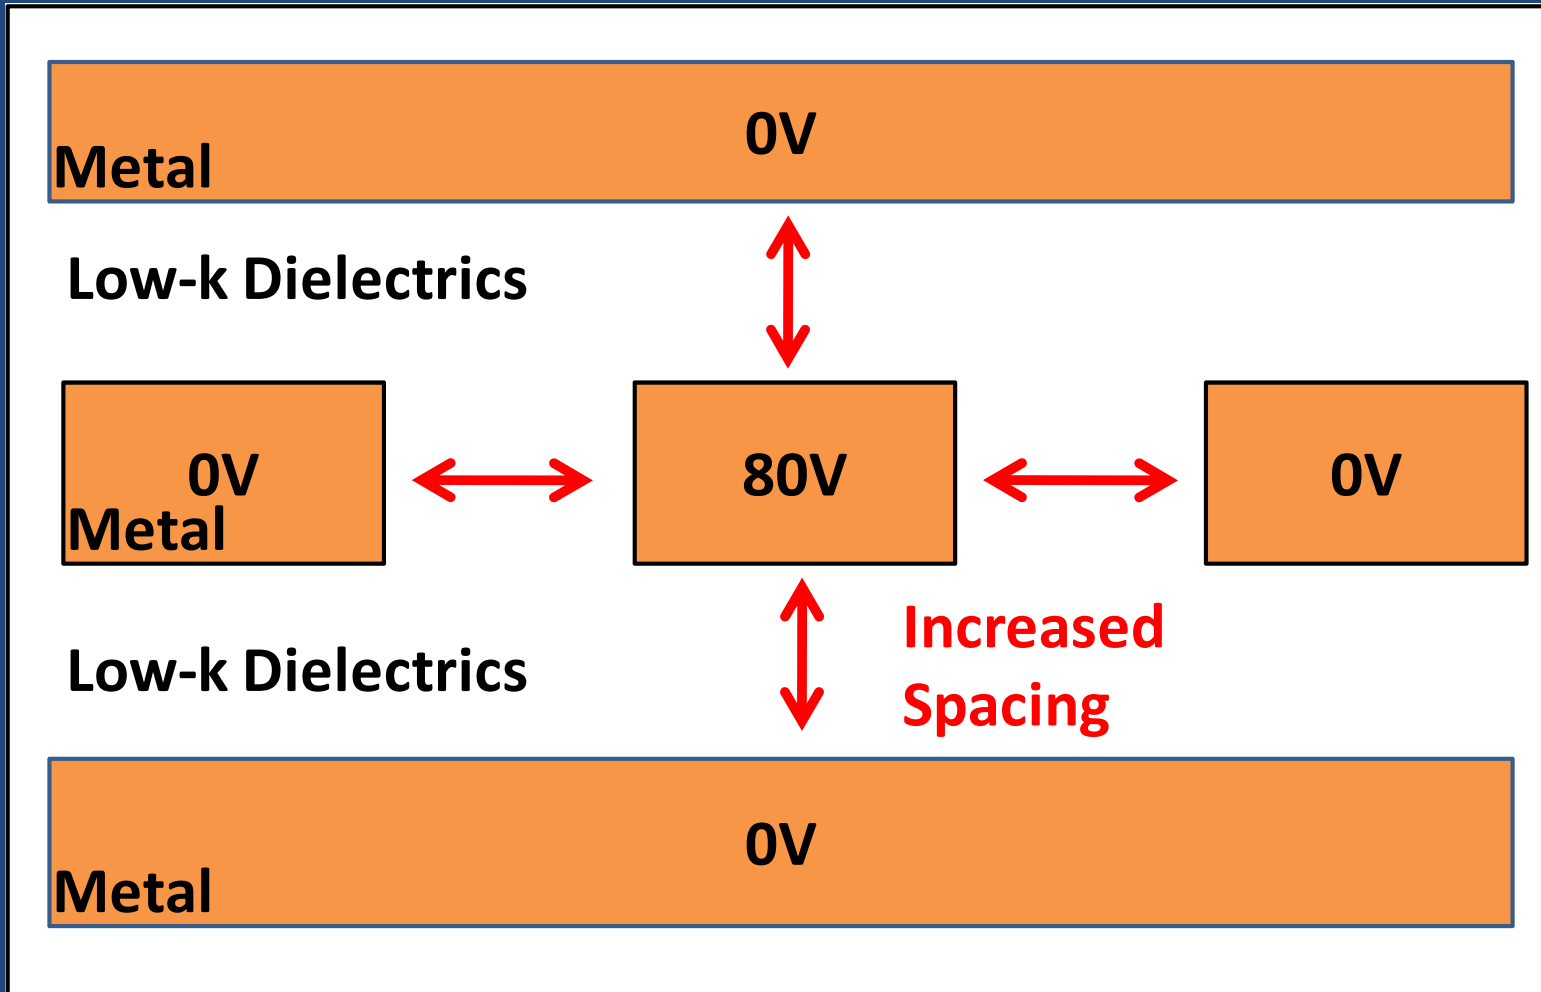 0V
Metal
Low-k Dielectrics
0V
Metal
80V
0V
Increased
Spacing
Low-k Dielectrics
0V
Metal